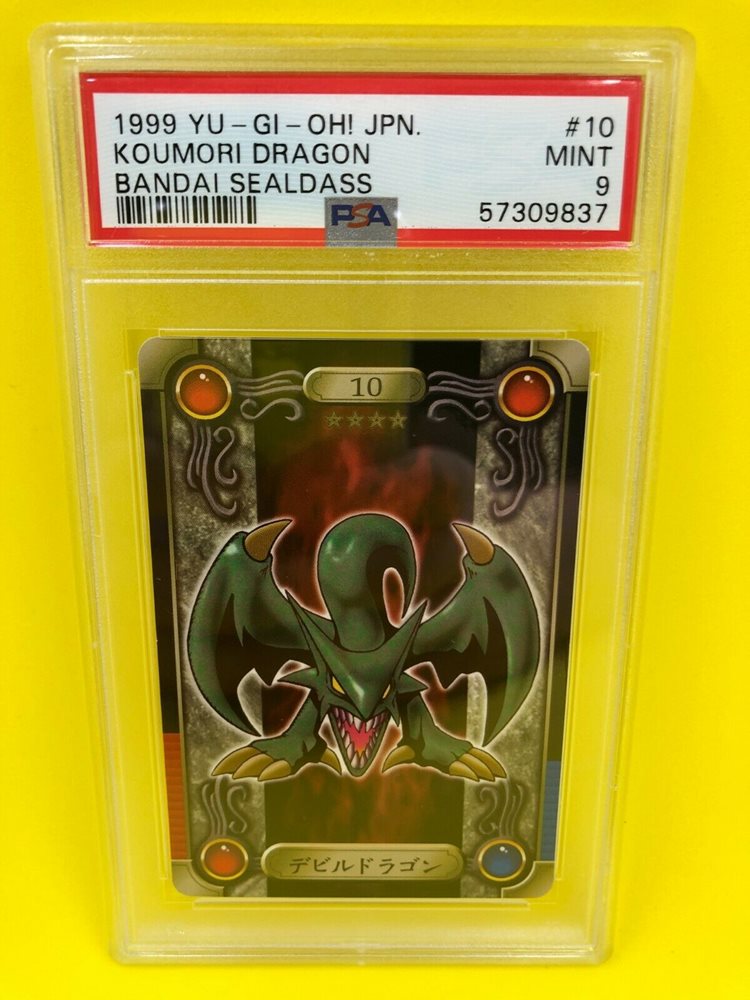 1999 YU-GI-OH! JPN. #10
KOUMORI DRAGON MINT
BANDAI SEALDASS 9
PSA 57309837
10
デビルドラゴン